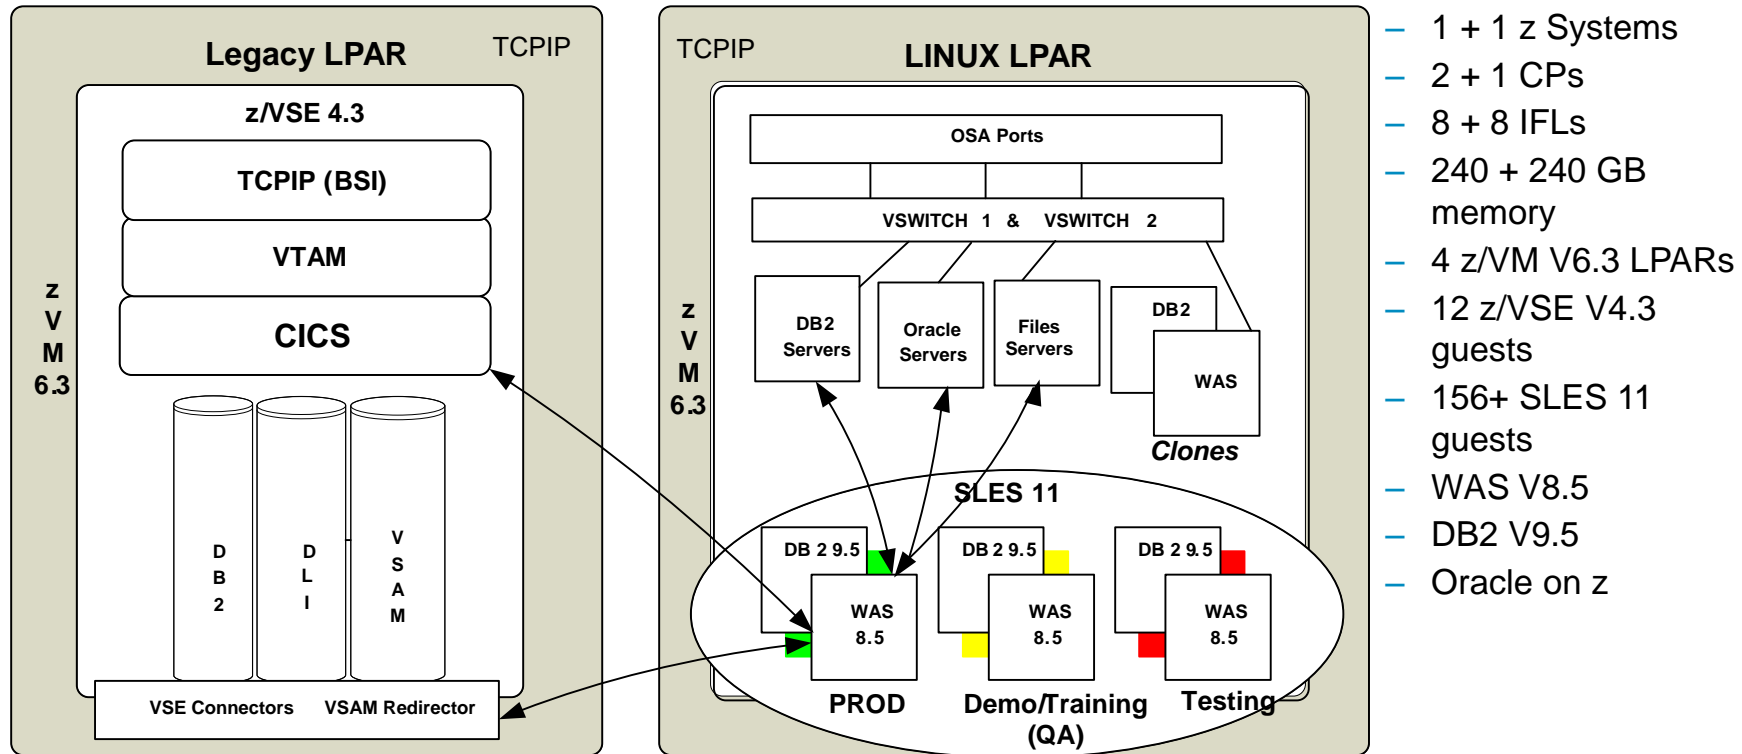 Legacy LPAR
TCPIP
z/VSE 4.3
TCPIP (BSI)
VTAM
CICS
z
V
M
6.3
D
B
2
D
L
I
V
S
A
M
VSE Connectors VSAM Redirector
TCPIP
LINUX LPAR
OSA Ports
VSWITCH 1 & VSWITCH 2
z
V
M
6.3
DB2
Servers
Oracle
Servers
Files
Servers
DB2
WAS
Clones
SLES 11
DB 2 9.5
WAS
8.5
PROD
DB 2 9.5
WAS
8.5
Demo/Training
(QA)
DB 2 9.5
WAS
8.5
Testing
– 1 + 1 z Systems
– 2 + 1 CPs
– 8 + 8 IFLs
– 240 + 240 GB
memory
– 4 z/VM V6.3 LPARs
– 12 z/VSE V4.3
guests
– 156+ SLES 11
guests
– WAS V8.5
– DB2 V9.5
– Oracle on z